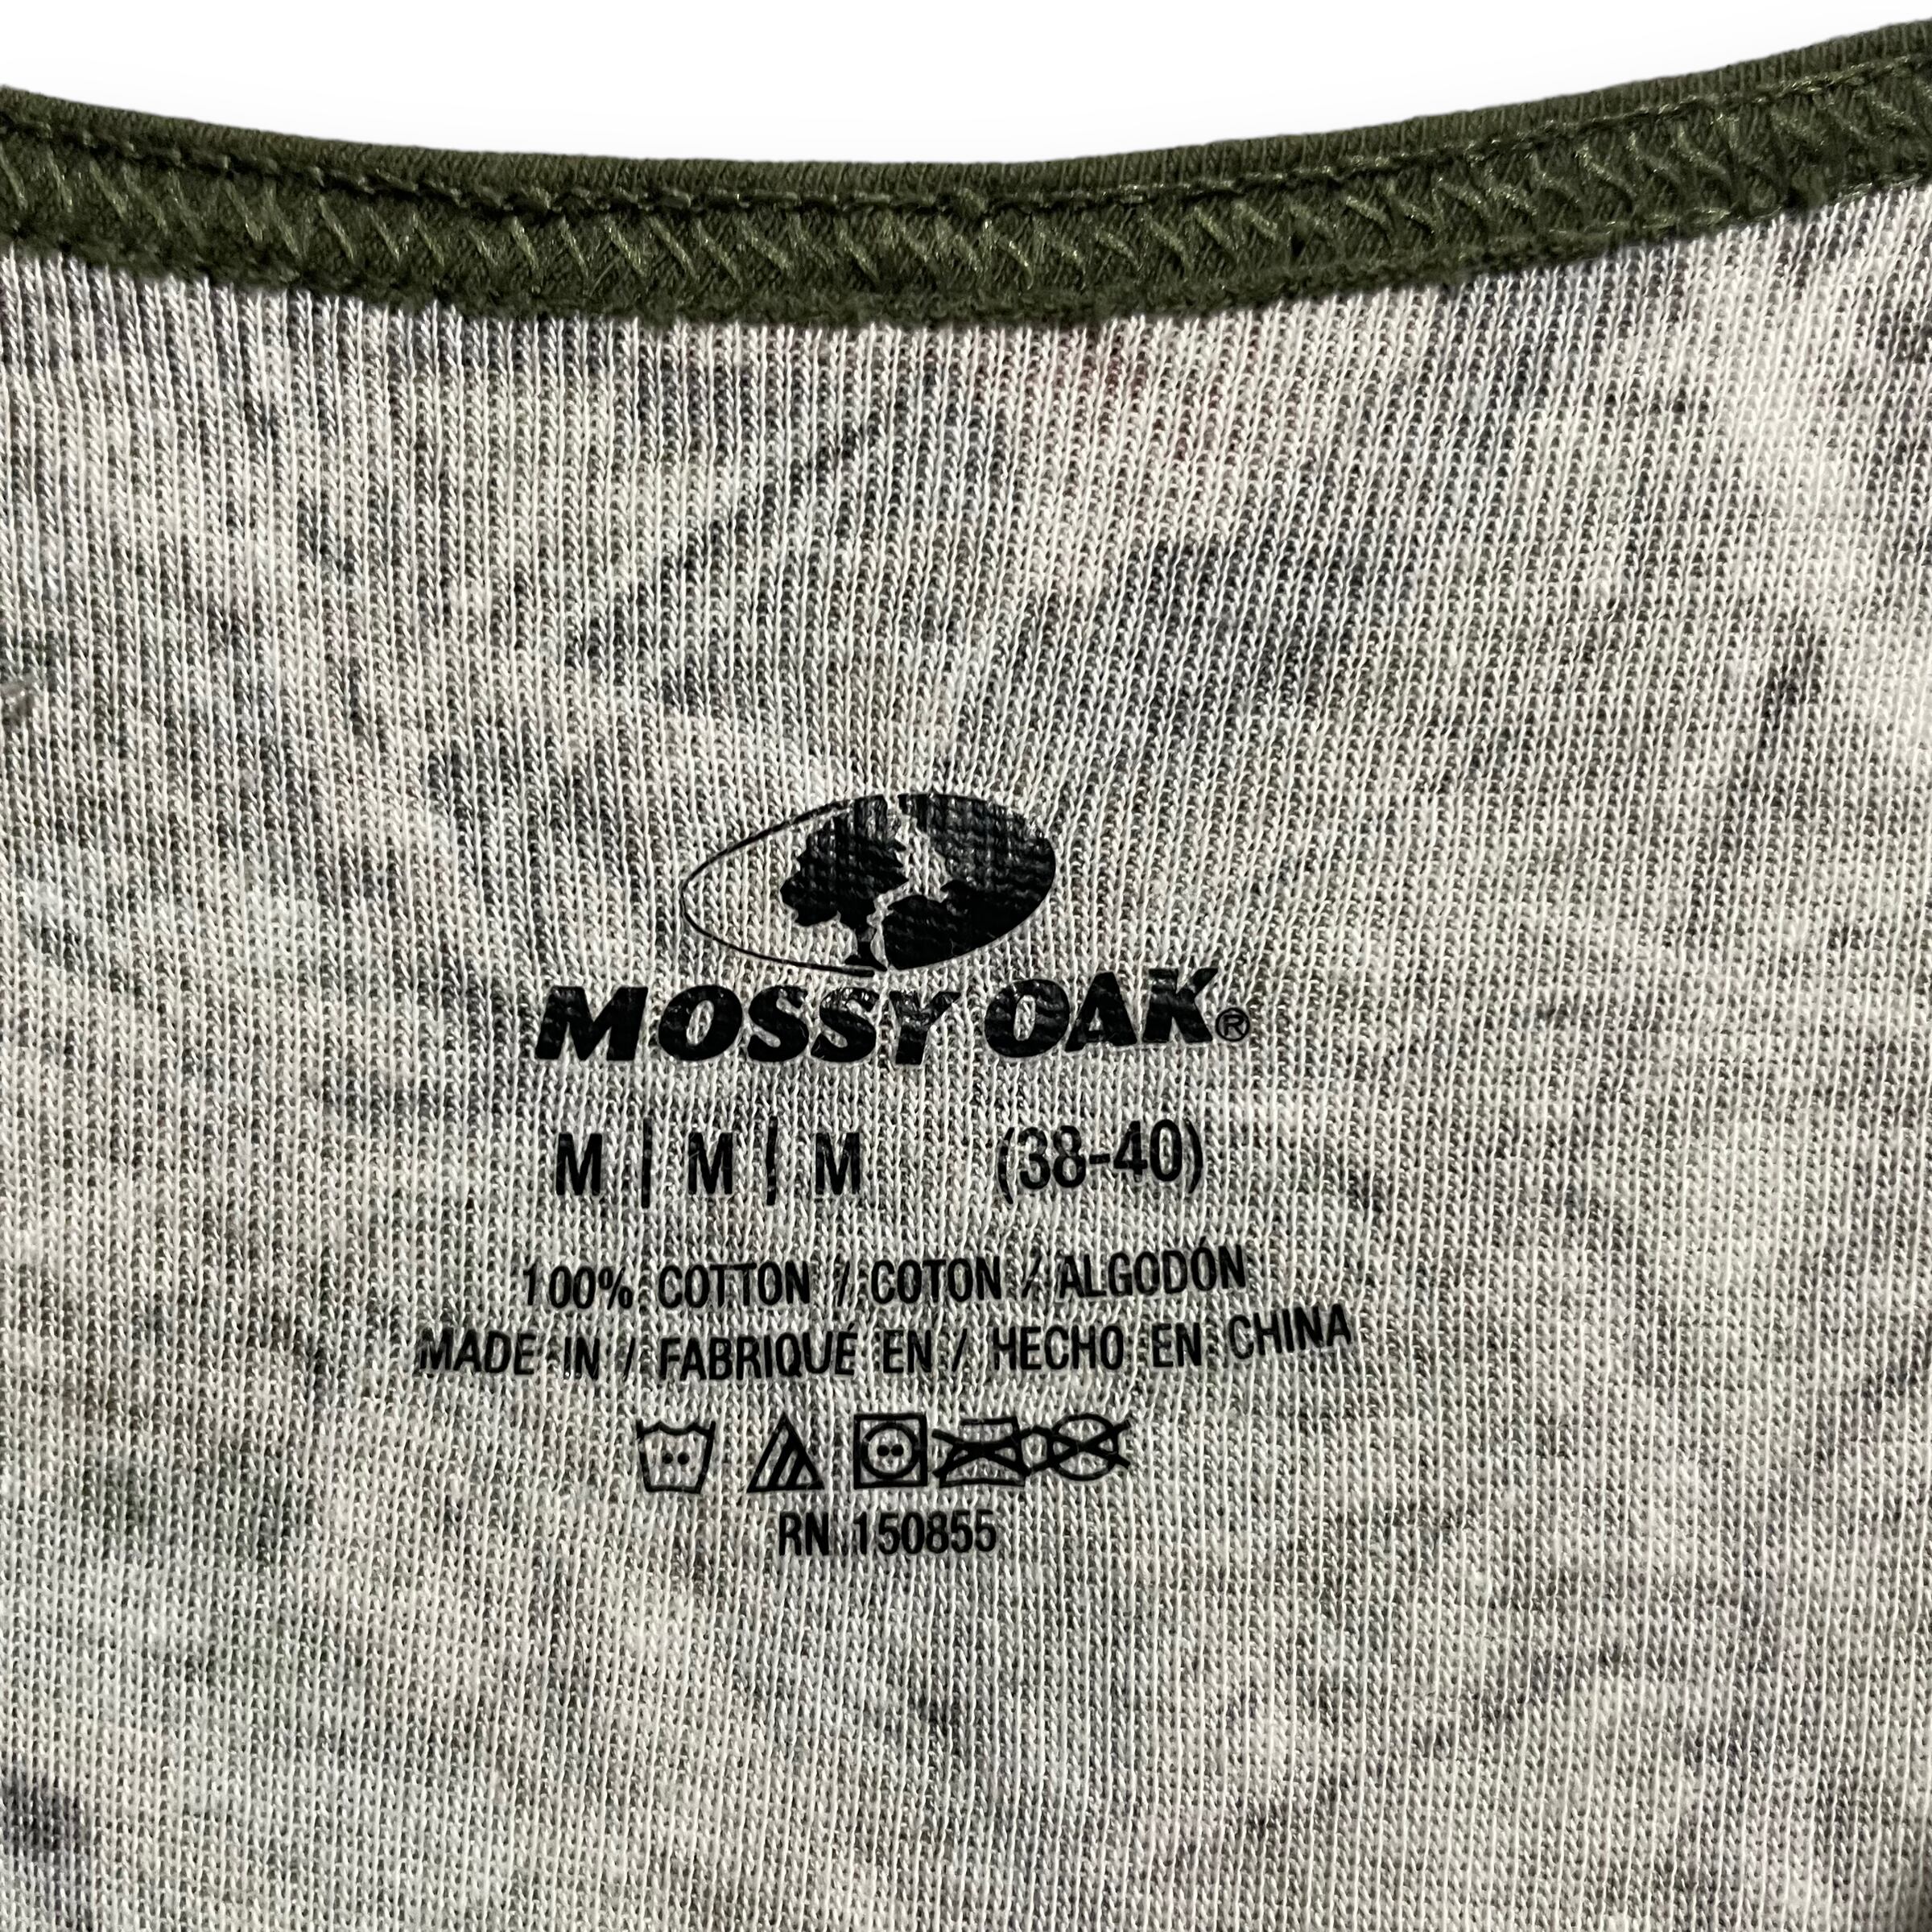 MOSSY OAK®
M | M | M (38-40)
100% COTTON / COTON / ALGODÓN
MADE IN / FABRIQUÉ EN / HECHO EN CHINA
RN 150855